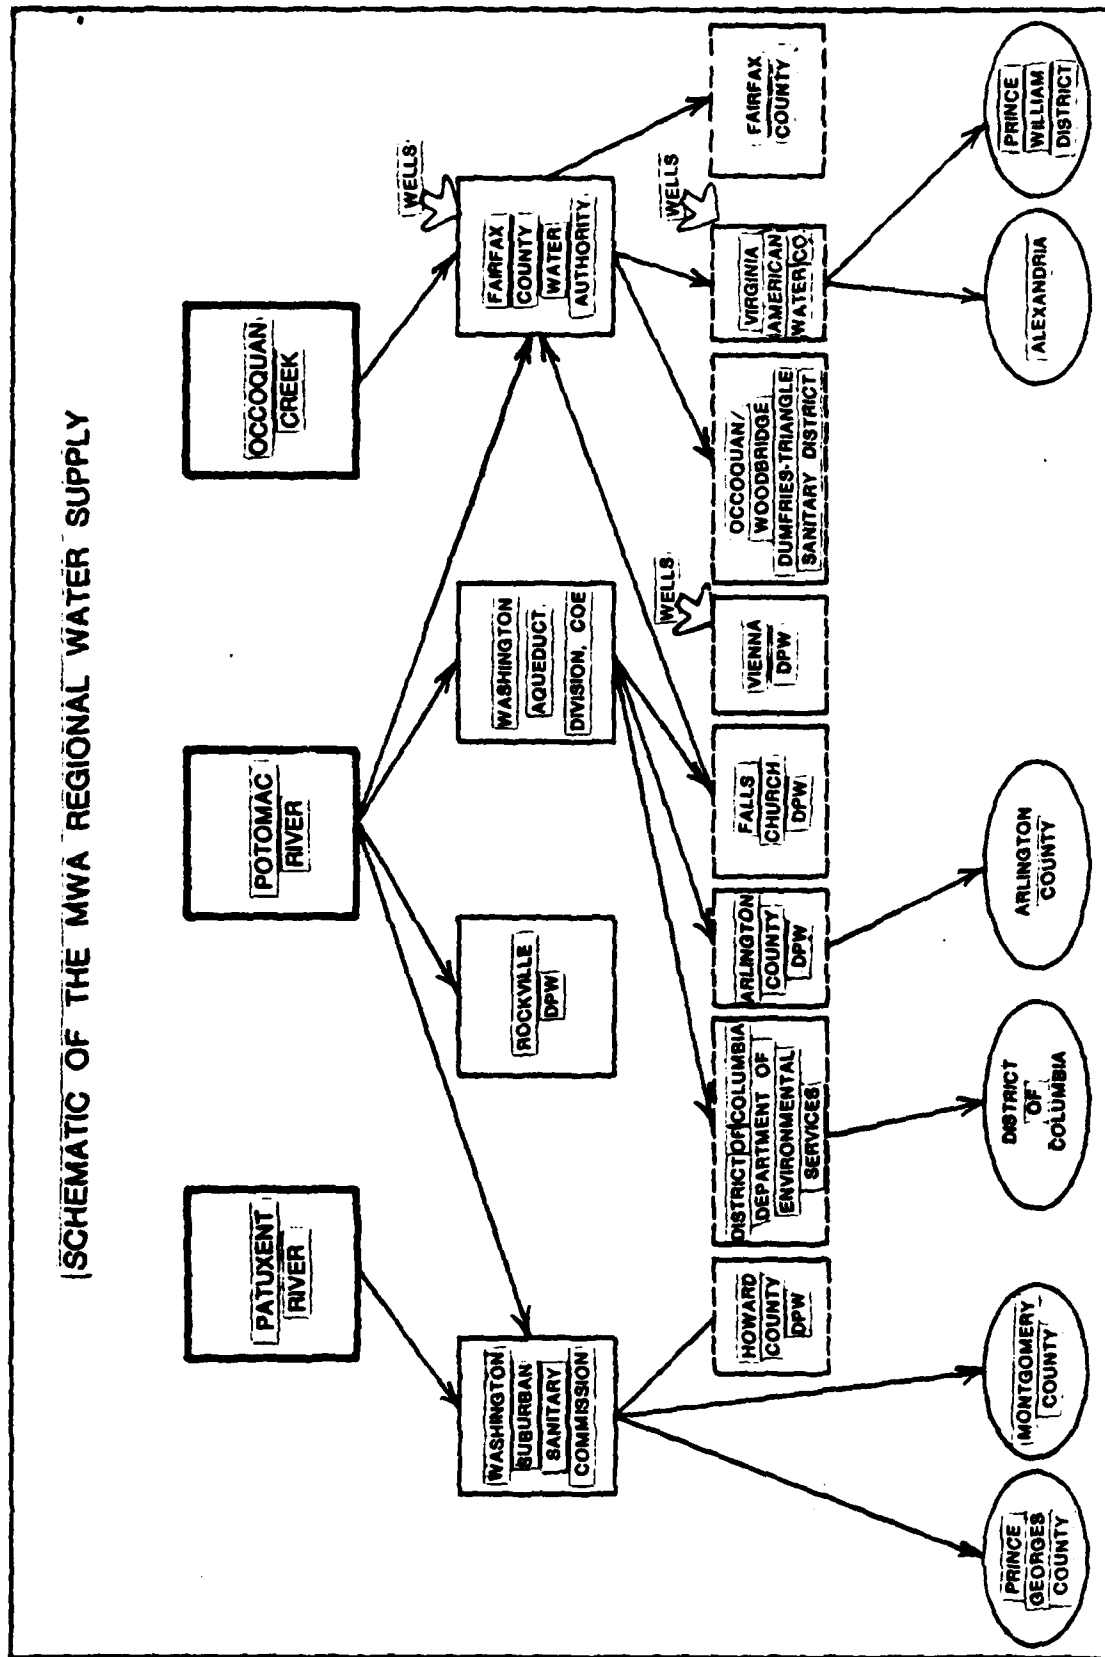 SCHEMATIC OF THE MWA REGIONAL WATER SUPPLY
PATUXENT
RIVER
POTOMAC
RIVER
OCCOQUAN
CREEK
WASHINGTON
SUBURBAN
SANITARY
COMMISSION
ROCKVILLE
DPW
WASHINGTON
AQUEDUCT
DIVISION, COE
FAIRFAX
COUNTY
WATER
AUTHORITY
WELLS
HOWARD
COUNTY
DPW
DISTRICT OF COLUMBIA
DEPARTMENT OF
ENVIRONMENTAL
SERVICES
ARLINGTON
COUNTY
DPW
FALLS
CHURCH
DPW
VIENNA
DPW
WELLS
OCCOQUAN/
WOODBRIDGE
DUMFRIES-TRIANGLE
SANITARY DISTRICT
VIRGINIA
AMERICAN
WATER CO.
WELLS
FAIRFAX
COUNTY
PRINCE
GEORGES
COUNTY
MONTGOMERY
COUNTY
DISTRICT
OF
COLUMBIA
ARLINGTON
COUNTY
ALEXANDRIA
PRINCE
WILLIAM
DISTRICT